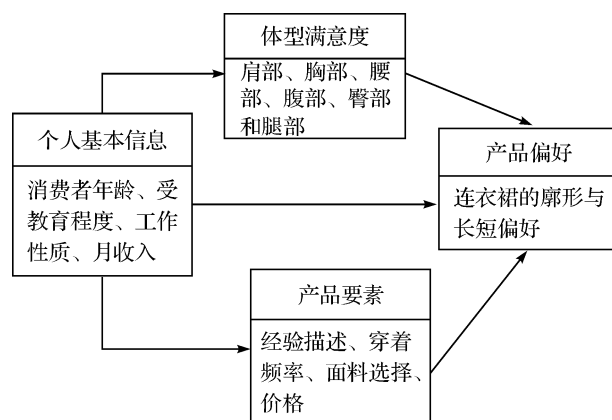 体型满意度
肩部、胸部、腰
部、腹部、臀部
和腿部
个人基本信息
消费者年龄、受
教育程度、工作
性质、月收入
产品偏好
连衣裙的廓形与
长短偏好
产品要素
经验描述、穿着
频率、面料选择、
价格